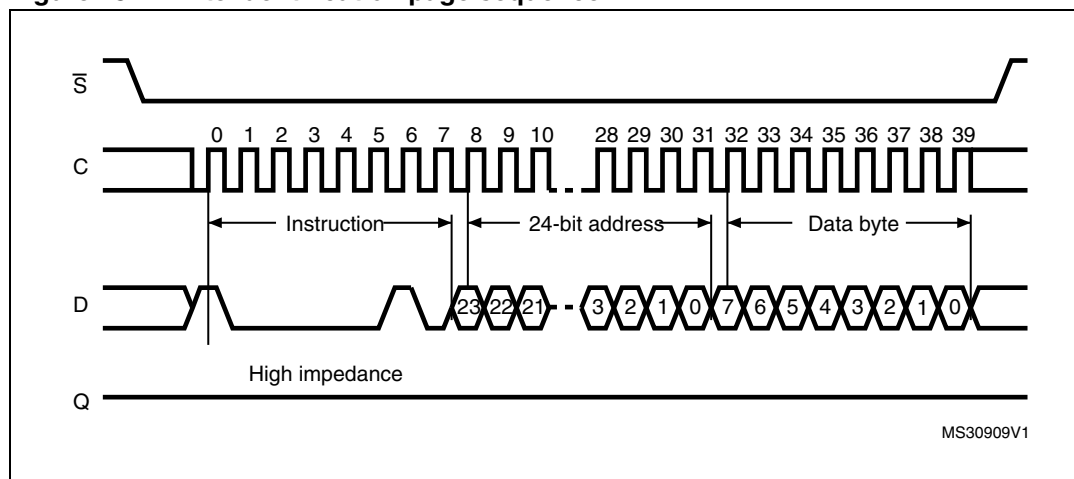 S̅
0 1 2 3 4 5 6 7 8 9 10 28 29 30 31 32 33 34 35 36 37 38 39
C
Instruction 24-bit address Data byte
D 23 22 21 3 2 1 0 7 6 5 4 3 2 1 0
High impedance
Q
MS30909V1